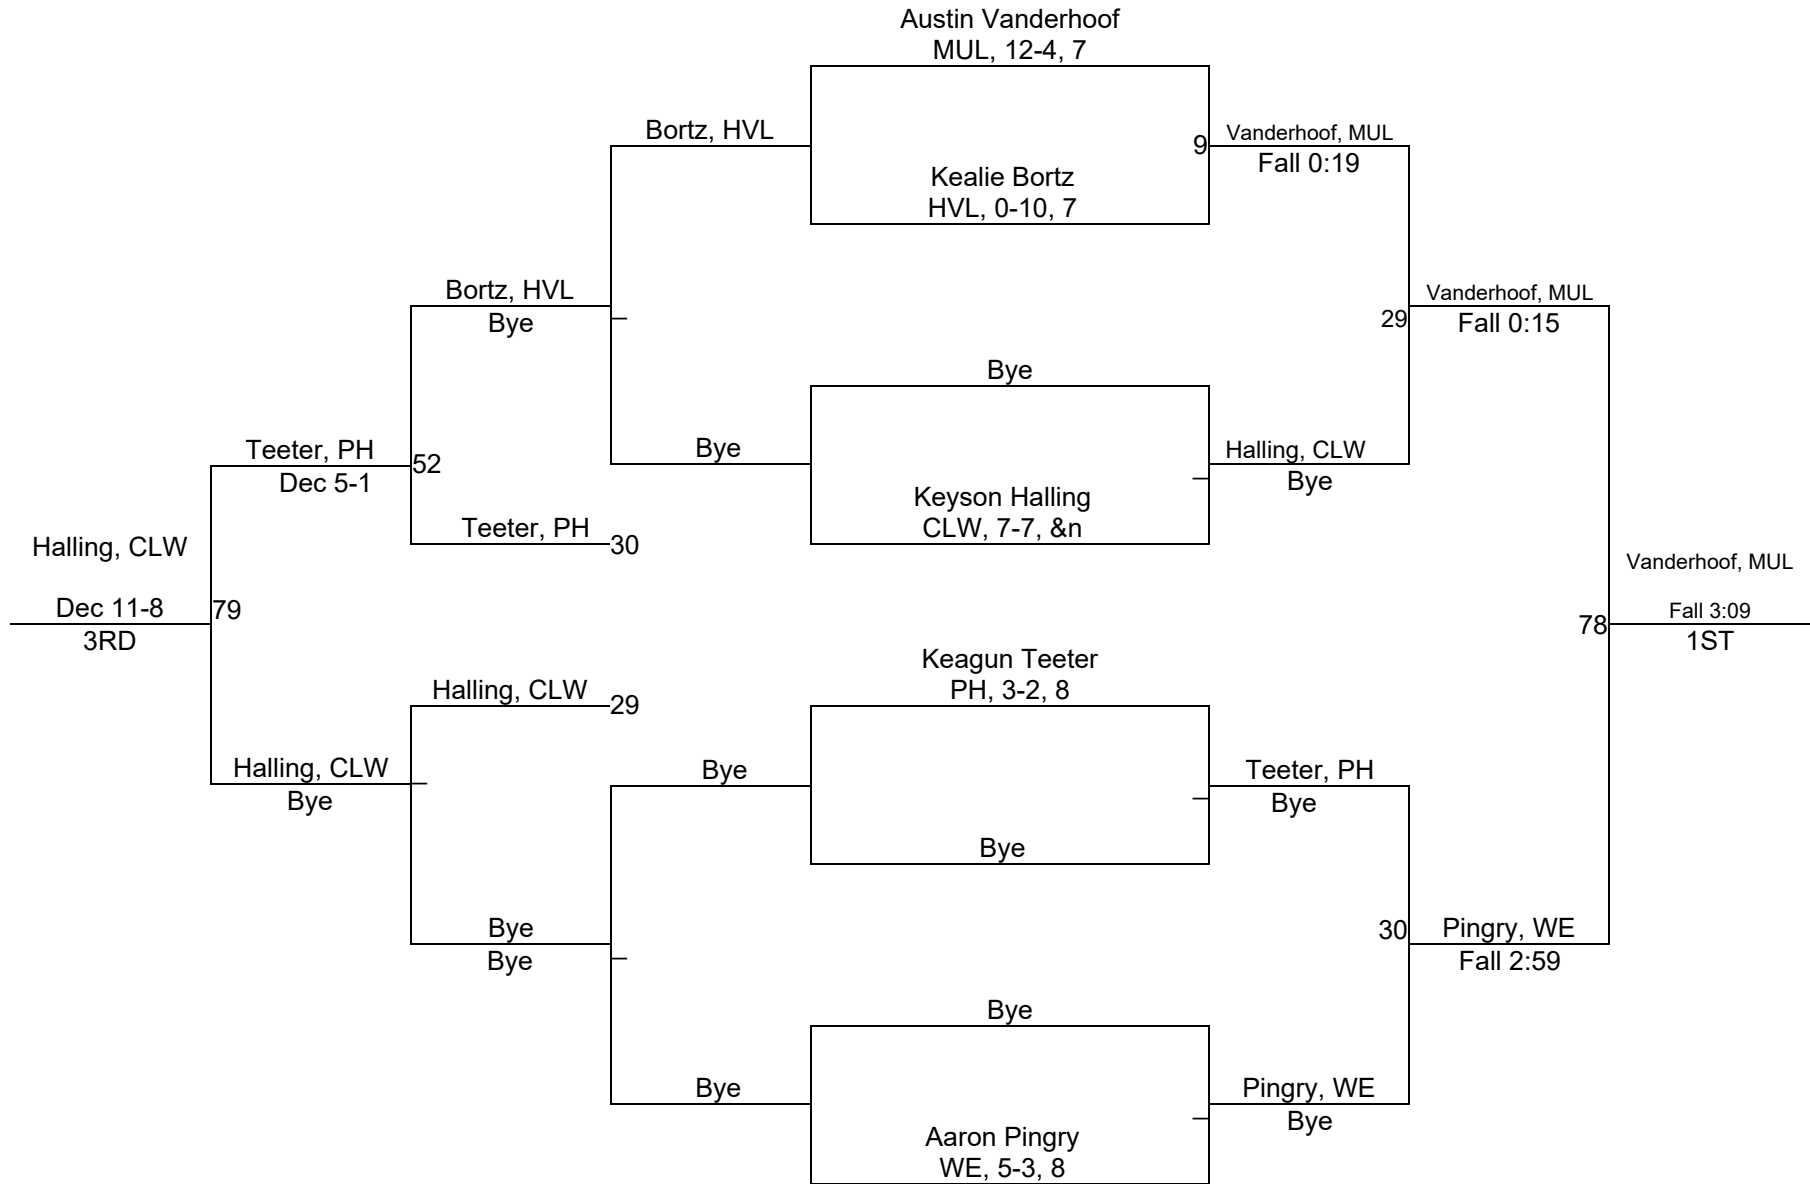 Austin Vanderhoof
MUL, 12-4, 7
Bortz, HVL
9
Vanderhoof, MUL
Fall 0:19
Kealie Bortz
HVL, 0-10, 7
Bortz, HVL
Bye
29
Vanderhoof, MUL
Fall 0:15
Bye
Teeter, PH
Dec 5-1
52
Bye
Halling, CLW
Bye
Keyson Halling
CLW, 7-7, &n
Teeter, PH
30
Halling, CLW
Dec 11-8
3RD
79
Vanderhoof, MUL
Fall 3:09
1ST
78
Keagun Teeter
PH, 3-2, 8
Halling, CLW
29
Halling, CLW
Bye
Bye
Teeter, PH
Bye
Bye
Bye
Bye
30
Pingry, WE
Fall 2:59
Bye
Bye
Pingry, WE
Bye
Aaron Pingry
WE, 5-3, 8